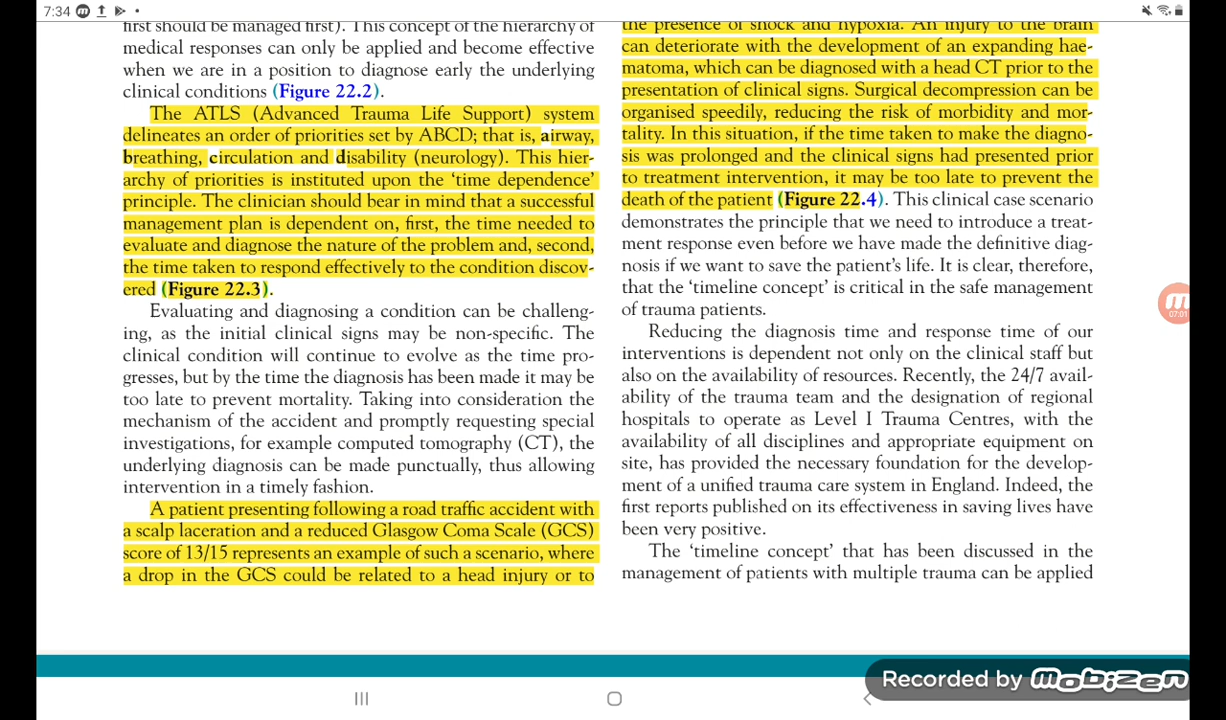 7:34
first should be managed first). This concept of the hierarchy of
medical responses can only be applied and become effective
when we are in a position to diagnose early the underlying
clinical conditions (Figure 22.2).
The ATLS (Advanced Trauma Life Support) system
delineates an order of priorities set by ABCD; that is, airway,
breathing, circulation and disability (neurology). This hier-
archy of priorities is instituted upon the ‘time dependence’
principle. The clinician should bear in mind that a successful
management plan is dependent on, first, the time needed to
evaluate and diagnose the nature of the problem and, second,
the time taken to respond effectively to the condition discov-
ered (Figure 22.3).
Evaluating and diagnosing a condition can be challeng-
ing, as the initial clinical signs may be non-specific. The
clinical condition will continue to evolve as the time pro-
gresses, but by the time the diagnosis has been made it may be
too late to prevent mortality. Taking into consideration the
mechanism of the accident and promptly requesting special
investigations, for example computed tomography (CT), the
underlying diagnosis can be made punctually, thus allowing
intervention in a timely fashion.
A patient presenting following a road traffic accident with
a scalp laceration and a reduced Glasgow Coma Scale (GCS)
score of 13/15 represents an example of such a scenario, where
a drop in the GCS could be related to a head injury or to
the presence of shock and hypoxia. An injury to the brain
can deteriorate with the development of an expanding hae-
matoma, which can be diagnosed with a head CT prior to the
presentation of clinical signs. Surgical decompression can be
organised speedily, reducing the risk of morbidity and mor-
tality. In this situation, if the time taken to make the diagno-
sis was prolonged and the clinical signs had presented prior
to treatment intervention, it may be too late to prevent the
death of the patient (Figure 22.4). This clinical case scenario
demonstrates the principle that we need to introduce a treat-
ment response even before we have made the definitive diag-
nosis if we want to save the patient’s life. It is clear, therefore,
that the ‘timeline concept’ is critical in the safe management
of trauma patients.
Reducing the diagnosis time and response time of our
interventions is dependent not only on the clinical staff but
also on the availability of resources. Recently, the 24/7 avail-
ability of the trauma team and the designation of regional
hospitals to operate as Level I Trauma Centres, with the
availability of all disciplines and appropriate equipment on
site, has provided the necessary foundation for the develop-
ment of a unified trauma care system in England. Indeed, the
first reports published on its effectiveness in saving lives have
been very positive.
The ‘timeline concept’ that has been discussed in the
management of patients with multiple trauma can be applied
07:01
Recorded by mobizen